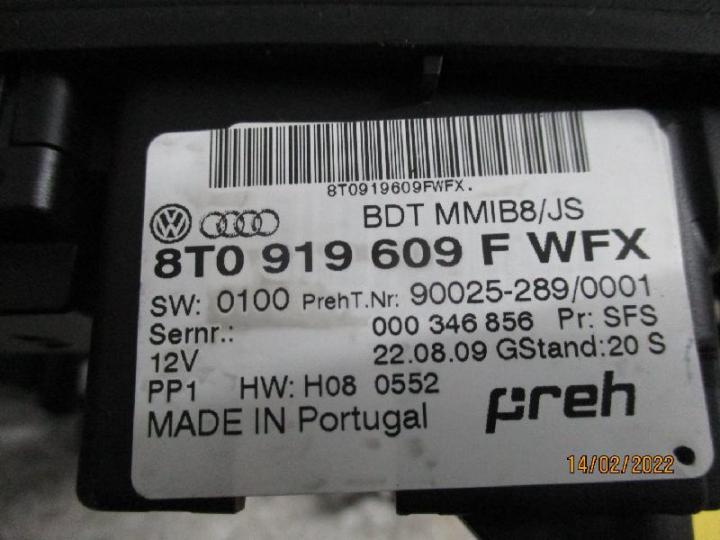 8T0919609FWFX.
BDT MMIB8/JS
8T0 919 609 F WFX
SW: 0100 PrehT.Nr: 90025-289/0001
Sernr.: 000 346 856 Pr: SFS
12V 22.08.09 GStand:20 S
PP1 HW: H08 0552
MADE IN Portugal
preh
14/02/2022